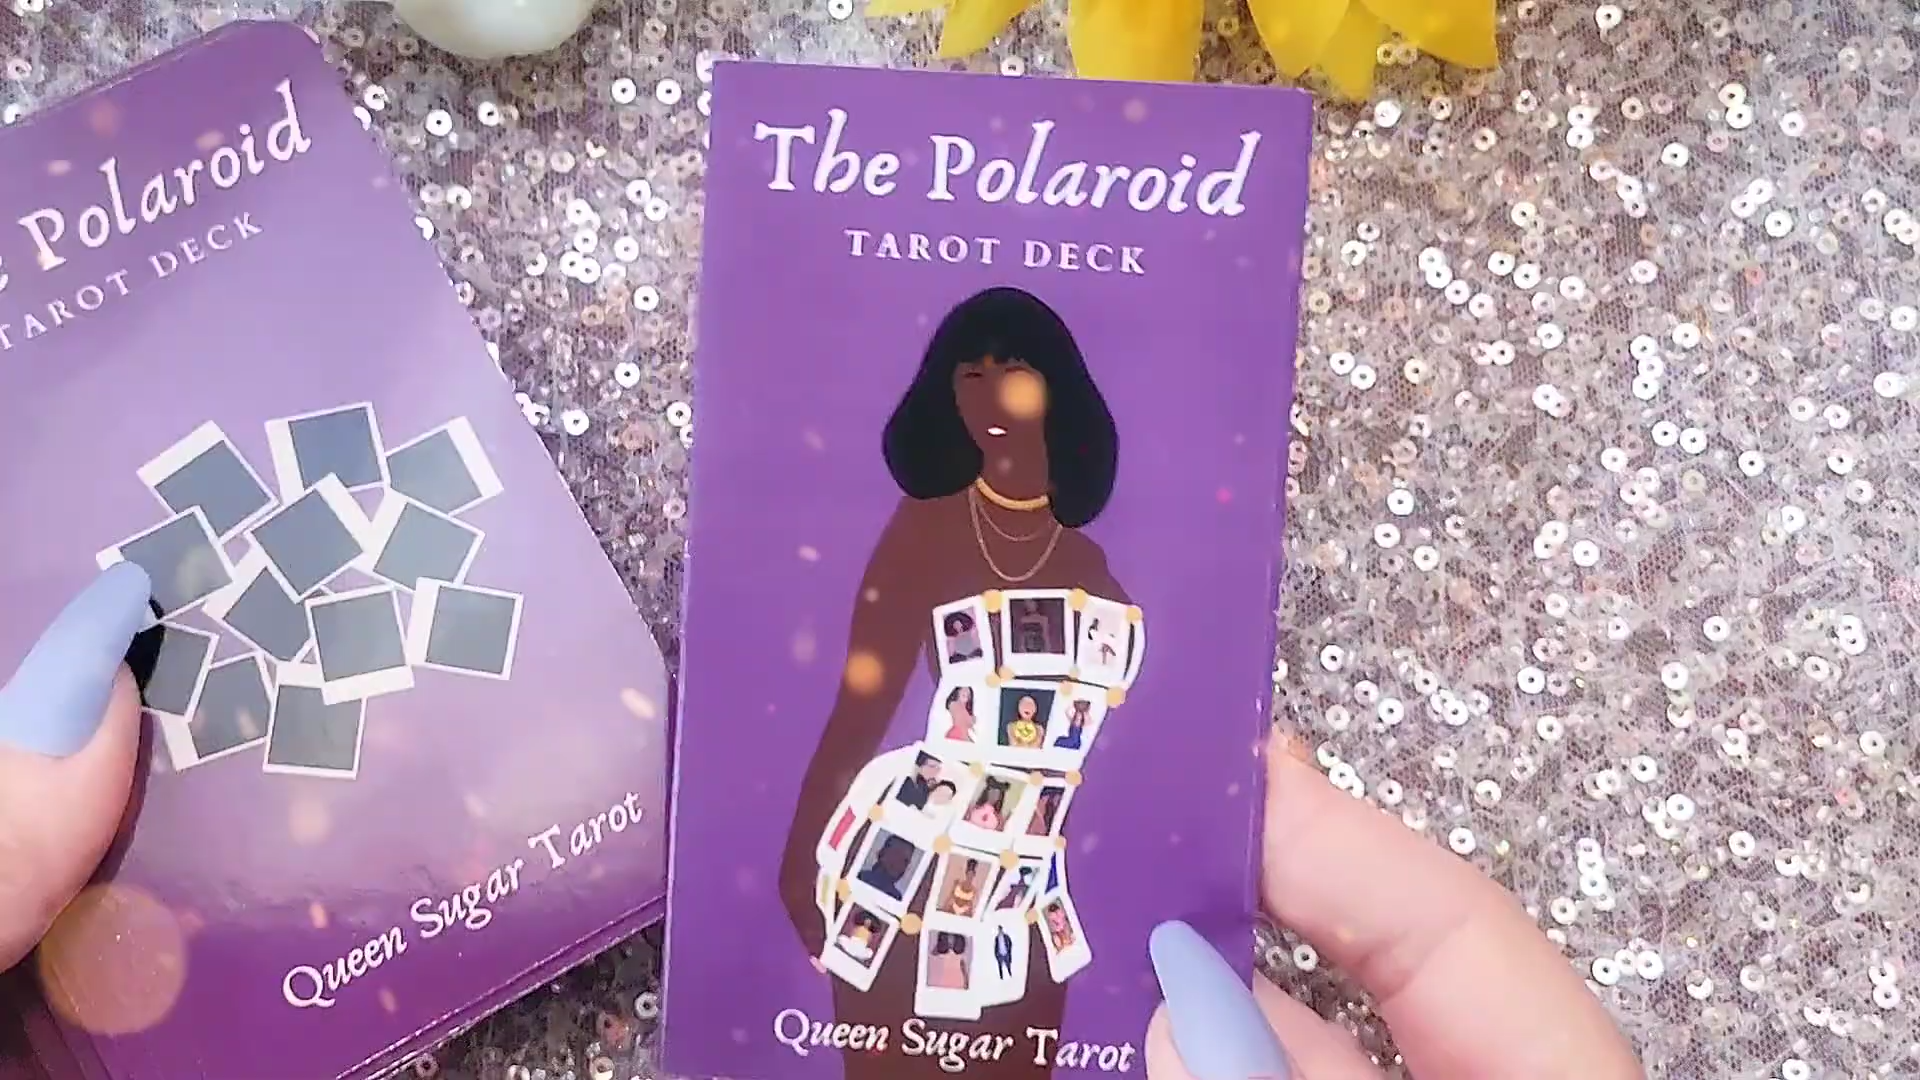 e Polaroid
TAROT DECK
Queen Sugar Tarot
The Polaroid
TAROT DECK
Queen Sugar Tarot